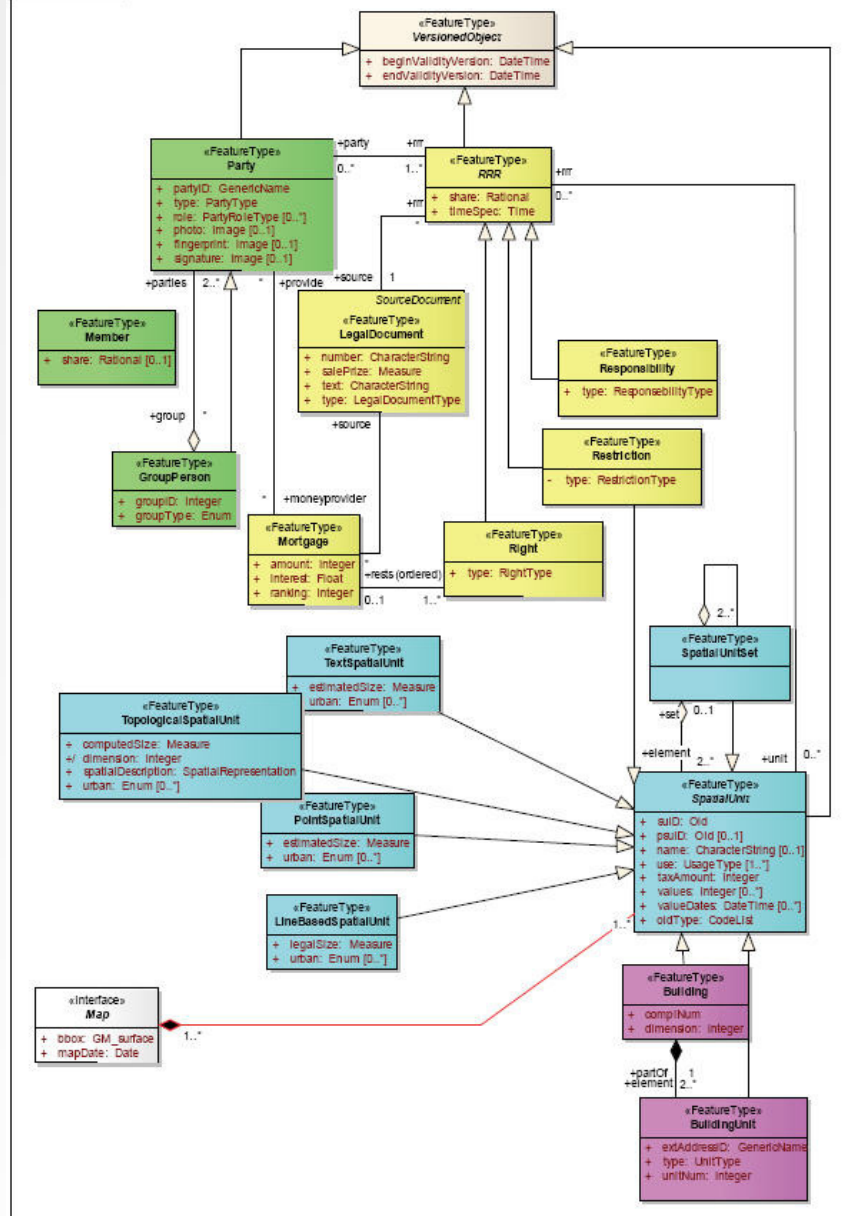 «FeatureType»
VersionedObject
+ beginValidityVersion: DateTime
+ endValidityVersion: DateTime
«FeatureType»
Party
+ partyID: GenericName
+ type: PartyType
+ role: PartyRoleType [0..*]
+ photo: Image [0..1]
+ fingerprint: Image [0..1]
+ signature: Image [0..1]
+party
0..*
+rrr
1..*
«FeatureType»
RRR
+ share: Rational
+ timeSpec: Time
+rrr
0..*
+rrr
*
+source
1
+parties
2..*
*
+provide
SourceDocument
«FeatureType»
LegalDocument
+ number: CharacterString
+ salePrize: Measure
+ text: CharacterString
+ type: LegalDocumentType
«FeatureType»
Member
+ share: Rational [0..1]
«FeatureType»
Responsibility
+ type: ResponsebilityType
+group
*
+source
«FeatureType»
Restriction
- type: RestrictionType
«FeatureType»
GroupPerson
+ groupID: Integer
+ groupType: Enum
*
+moneyprovider
«FeatureType»
Mortgage
+ amount: Integer
+ interest: Float
+ ranking: Integer
*
+rests (ordered)
0..1
1..*
«FeatureType»
Right
+ type: RightType
2..*
«FeatureType»
SpatialUnitSet
«FeatureType»
TextSpatialUnit
+ estimatedSize: Measure
urban: Enum [0..*]
«FeatureType»
TopologicalSpatialUnit
+ computedSize: Measure
+/ dimension: Integer
+ spatialDescription: SpatialRepresentation
+ urban: Enum [0..*]
+set
0..1
+element
2..*
+unit
0..*
«FeatureType»
PointSpatialUnit
+ estimatedSize: Measure
+ urban: Enum [0..*]
«FeatureType»
SpatialUnit
+ suID: Oid
+ psuID: Oid [0..1]
+ name: CharacterString [0..1]
+ use: UsageType [1..*]
+ taxAmount: Integer
+ values: Integer [0..*]
+ valueDates: DateTime [0..*]
+ oldType: CodeList
«FeatureType»
LineBasedSpatialUnit
+ legalSize: Measure
+ urban: Enum [0..*]
1..*
«FeatureType»
Building
+ complNum
+ dimension: Integer
«Interface»
Map
+ bbox: GM_surface
+ mapDate: Date
1..*
+partOf
1
+element
2..*
«FeatureType»
BuildingUnit
+ extAddressID: GenericName
+ type: UnitType
+ unitNum: Integer